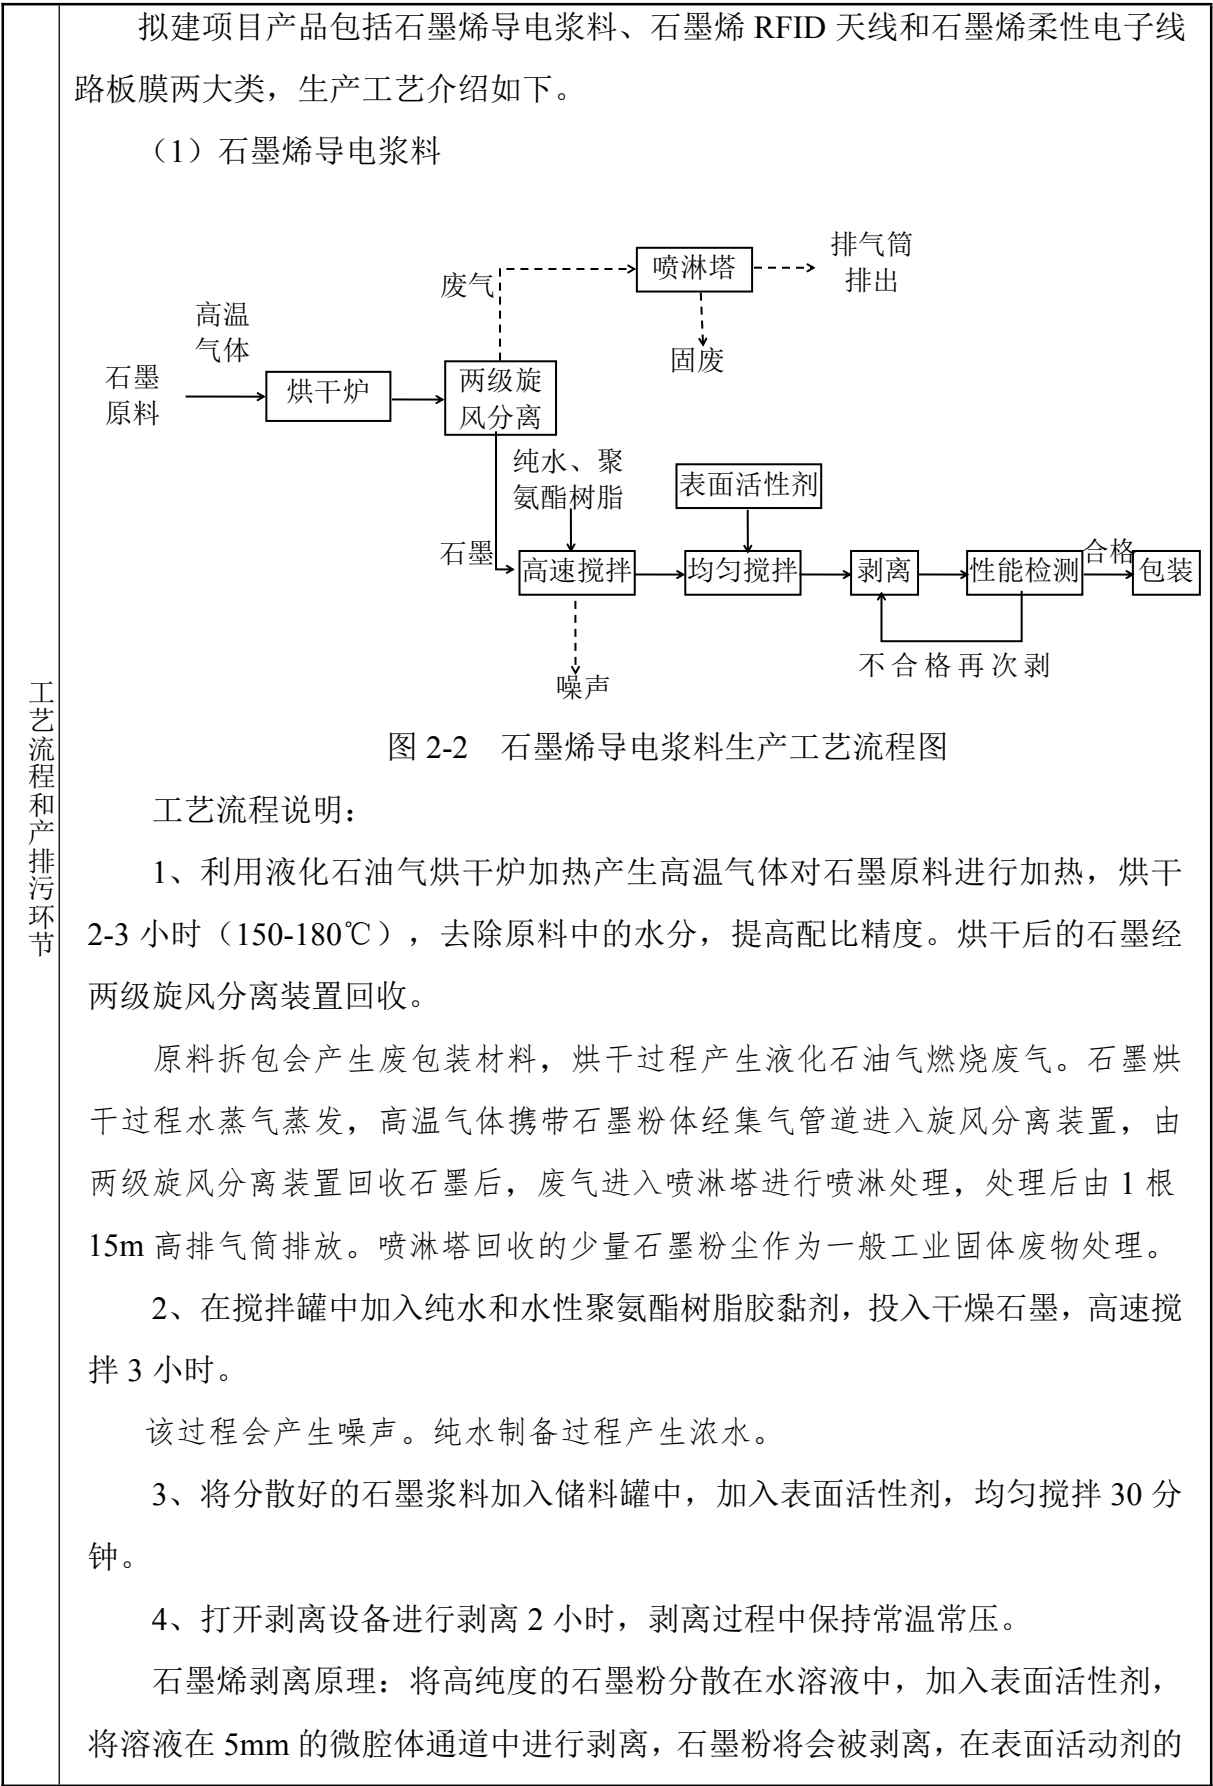 拟建项目产品包括石墨烯导电浆料、石墨烯 RFID 天线和石墨烯柔性电子线
路板膜两大类，生产工艺介绍如下。
（1）石墨烯导电浆料
排气筒
排出
喷淋塔
废气
固废
高温
气体
石墨
原料
烘干炉
两级旋
风分离
纯水、聚
氨酯树脂
表面活性剂
石墨
高速搅拌
均匀搅拌
剥离
性能检测
合格
包装
不合格再次剥
噪声
图 2-2 石墨烯导电浆料生产工艺流程图
工艺流程和产排污环节
工艺流程说明：
1、利用液化石油气烘干炉加热产生高温气体对石墨原料进行加热，烘干
2-3 小时（150-180℃），去除原料中的水分，提高配比精度。烘干后的石墨经
两级旋风分离装置回收。
原料拆包会产生废包装材料，烘干过程产生液化石油气燃烧废气。石墨烘
干过程水蒸气蒸发，高温气体携带石墨粉体经集气管道进入旋风分离装置，由
两级旋风分离装置回收石墨后，废气进入喷淋塔进行喷淋处理，处理后由 1 根
15m 高排气筒排放。喷淋塔回收的少量石墨粉尘作为一般工业固体废物处理。
2、在搅拌罐中加入纯水和水性聚氨酯树脂胶黏剂，投入干燥石墨，高速搅
拌 3 小时。
该过程会产生噪声。纯水制备过程产生浓水。
3、将分散好的石墨浆料加入储料罐中，加入表面活性剂，均匀搅拌 30 分
钟。
4、打开剥离设备进行剥离 2 小时，剥离过程中保持常温常压。
石墨烯剥离原理：将高纯度的石墨粉分散在水溶液中，加入表面活性剂，
将溶液在 5mm 的微腔体通道中进行剥离，石墨粉将会被剥离，在表面活动剂的